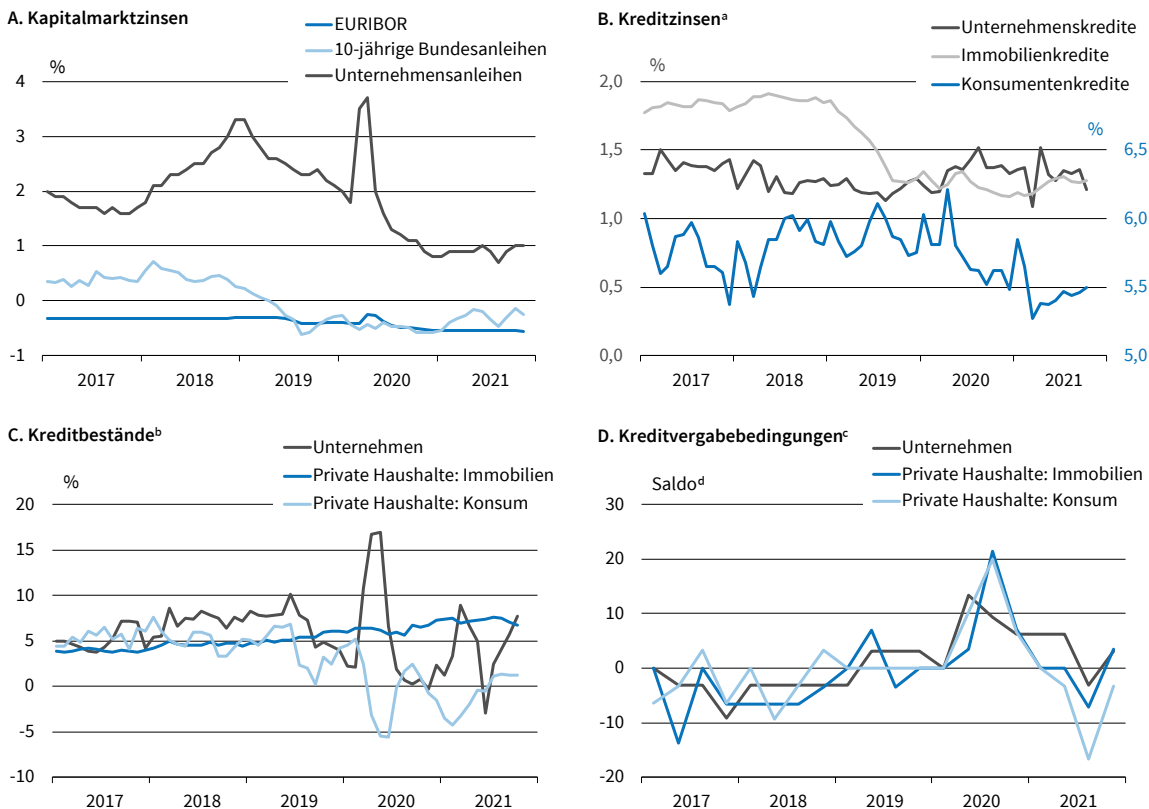 A. Kapitalmarktzinsen
EURIBOR
10-jährige Bundesanleihen
Unternehmensanleihen
%
4
3
2
1
0
-1
2017 2018 2019 2020 2021
B. Kreditzinsenᵃ
Unternehmenskredite
Immobilienkredite
Konsumentenkredite
%
%
2,0
1,5 6,5
1,0 6,0
0,5 5,5
0,0 5,0
2017 2018 2019 2020 2021
C. Kreditbeständeᵇ
Unternehmen
Private Haushalte: Immobilien
Private Haushalte: Konsum
%
20
15
10
5
0
-5
-10
2017 2018 2019 2020 2021
D. Kreditvergabebedingungenᶜ
Unternehmen
Private Haushalte: Immobilien
Private Haushalte: Konsum
Saldoᵈ
30
20
10
0
-10
-20
2017 2018 2019 2020 2021